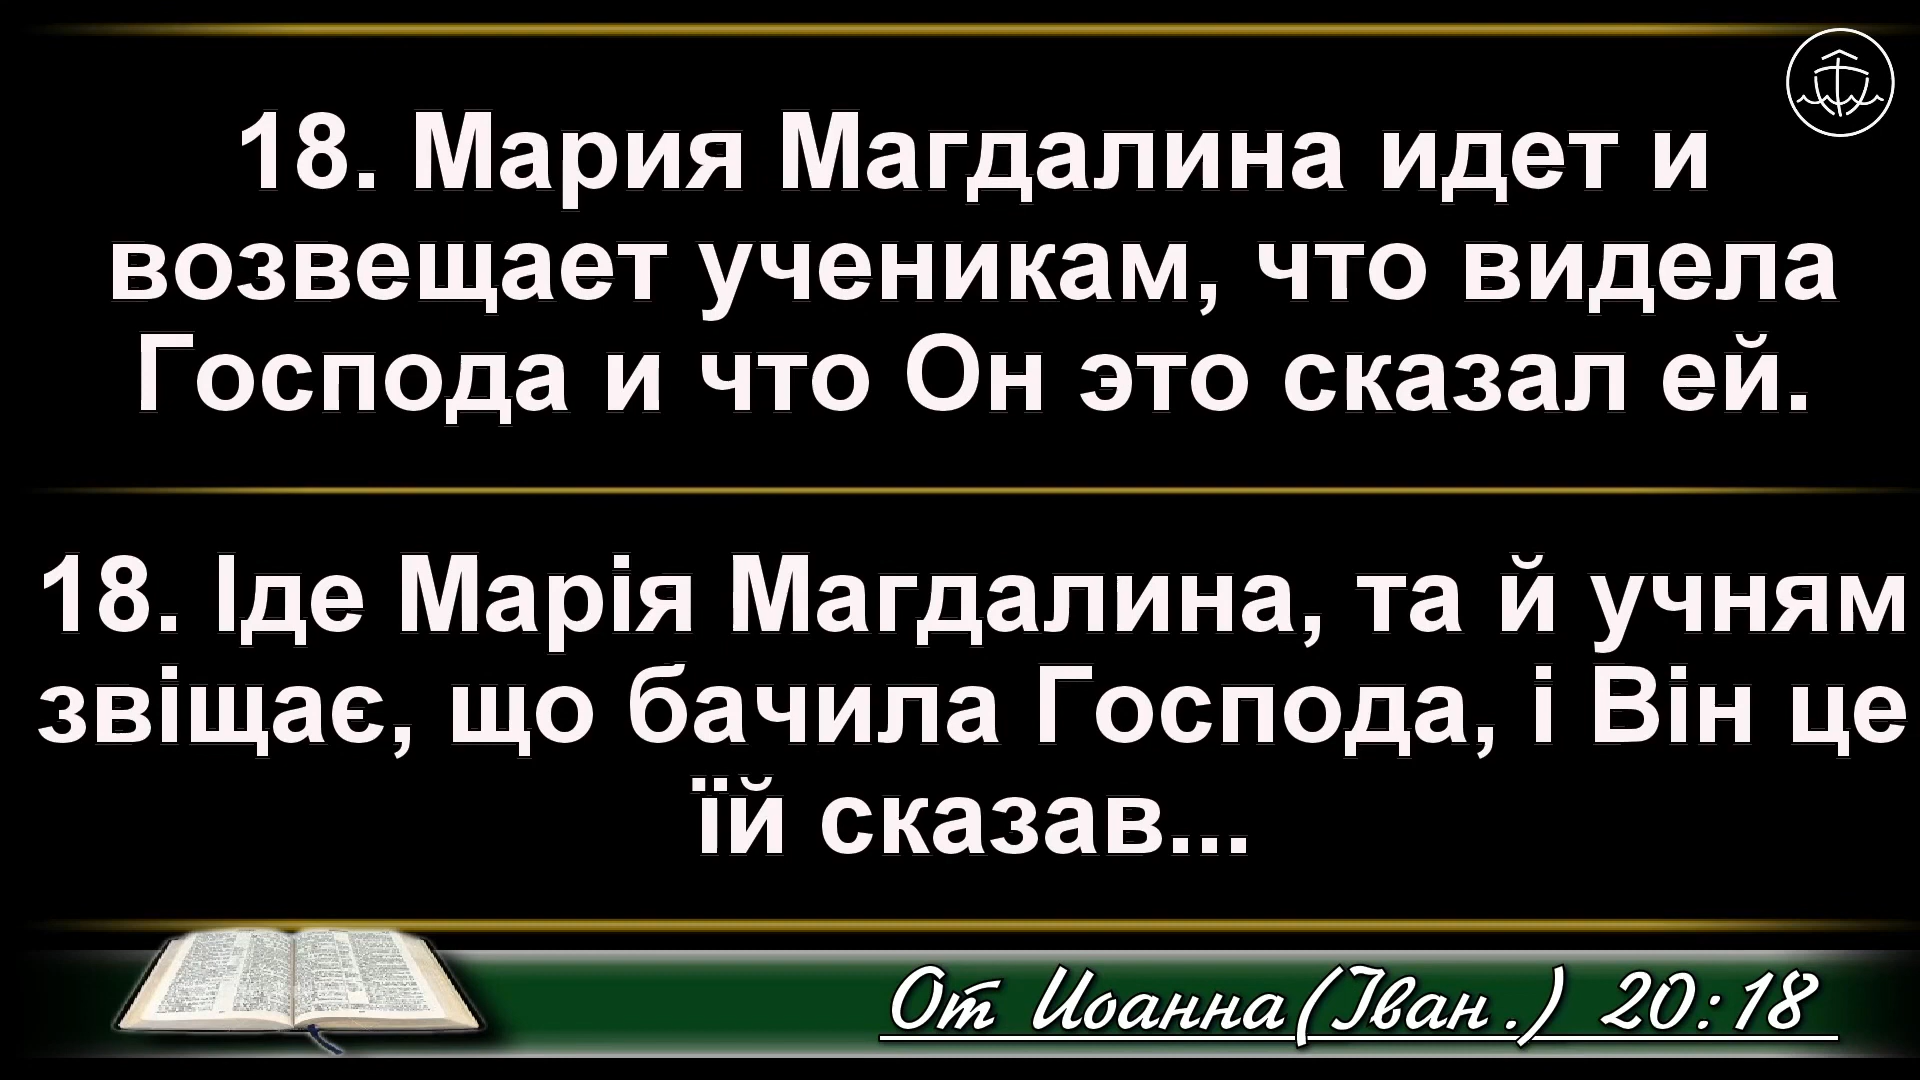 18. Мария Магдалина идет и
возвещает ученикам, что видела
Господа и что Он это сказал ей.
18. Іде Марія Магдалина, та й учням
звіщає, що бачила Господа, і Він це
їй сказав...
От Иоанна(Іван.) 20:18